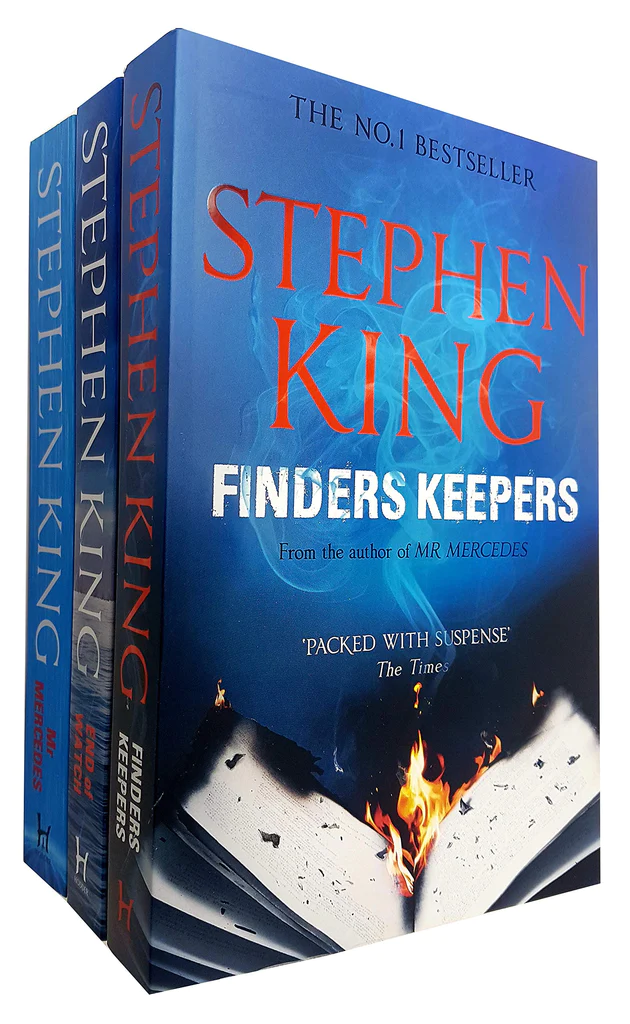 THE NO.1 BESTSELLER
STEPHEN
KING
FINDERS KEEPERS
From the author of MR MERCEDES
'PACKED WITH SUSPENSE'
The Times
STEPHEN KING
Mr
MERCEDES
H
STEPHEN KING
END of
WATCH
H
STEPHEN KING
FINDERS
KEEPERS
H